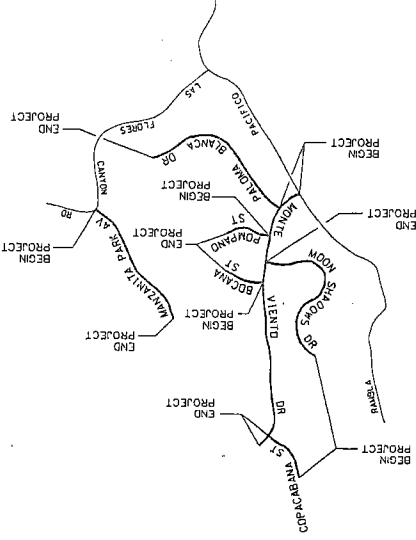 LAS
FLORES
CANYON
RD
RAMBLA
PACIFICO
END
PROJECT
PALOMA
BLANCA
DR
BEGIN
PROJECT
BEGIN
PROJECT
MONTE
VIENTO
DR
END
PROJECT
POMPANO
ST
END
PROJECT
BOCANA
ST
BEGIN
PROJECT
MOON
SHADOWS
DR
BEGIN
PROJECT
MANZANITA PARK AV
END
PROJECT
END
PROJECT
COPACABANA
ST
BEGIN
PROJECT